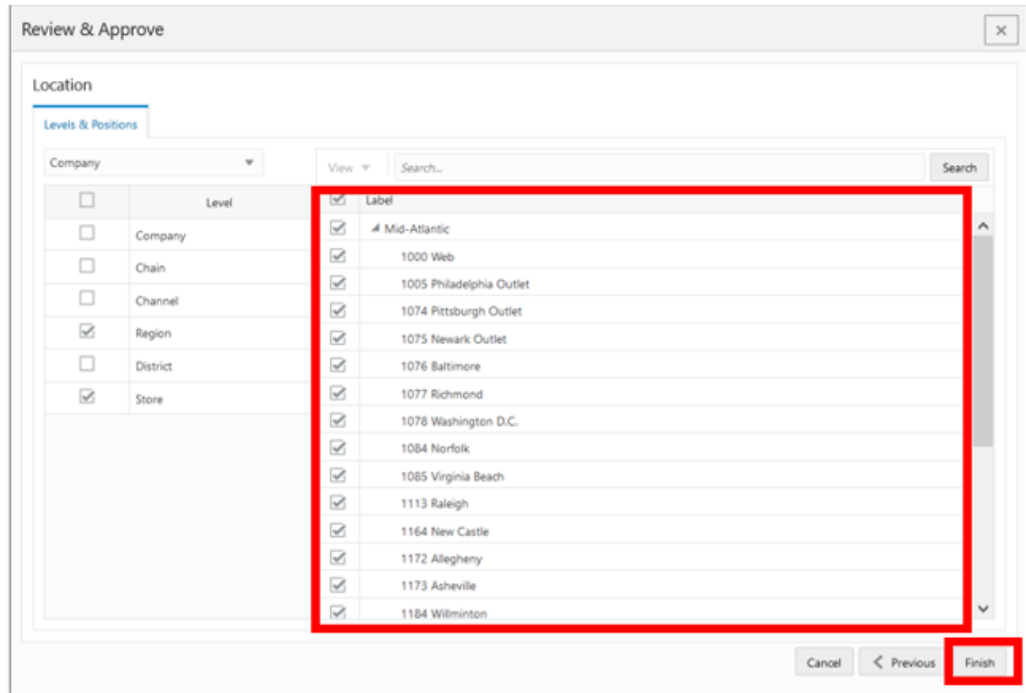 Review & Approve
Location
Levels & Positions
Company
View
Search...
Search
Level
Company
Chain
Channel
Region
District
Store
Label
Mid-Atlantic
1000 Web
1005 Philadelphia Outlet
1074 Pittsburgh Outlet
1075 Newark Outlet
1076 Baltimore
1077 Richmond
1078 Washington D.C.
1084 Norfolk
1085 Virginia Beach
1113 Raleigh
1164 New Castle
1172 Allegheny
1173 Asheville
1184 Willminton
Cancel
Previous
Finish